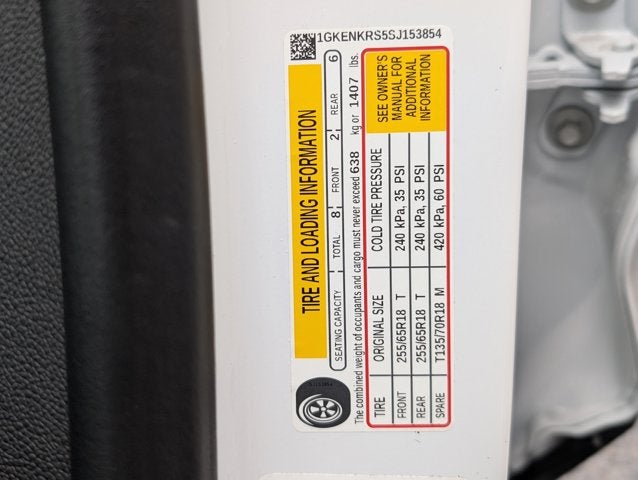 1GKENKRS5SJ153854
TIRE AND LOADING INFORMATION
SEATING CAPACITY TOTAL 8 FRONT 2 REAR 6
The combined weight of occupants and cargo must never exceed 638 kg or 1407 lbs.
TIRE ORIGINAL SIZE COLD TIRE PRESSURE
FRONT 255/65R18 T 240 kPa, 35 PSI
REAR 255/65R18 T 240 kPa, 35 PSI
SPARE T135/70R18 M 420 kPa, 60 PSI
SEE OWNER'S
MANUAL FOR
ADDITIONAL
INFORMATION